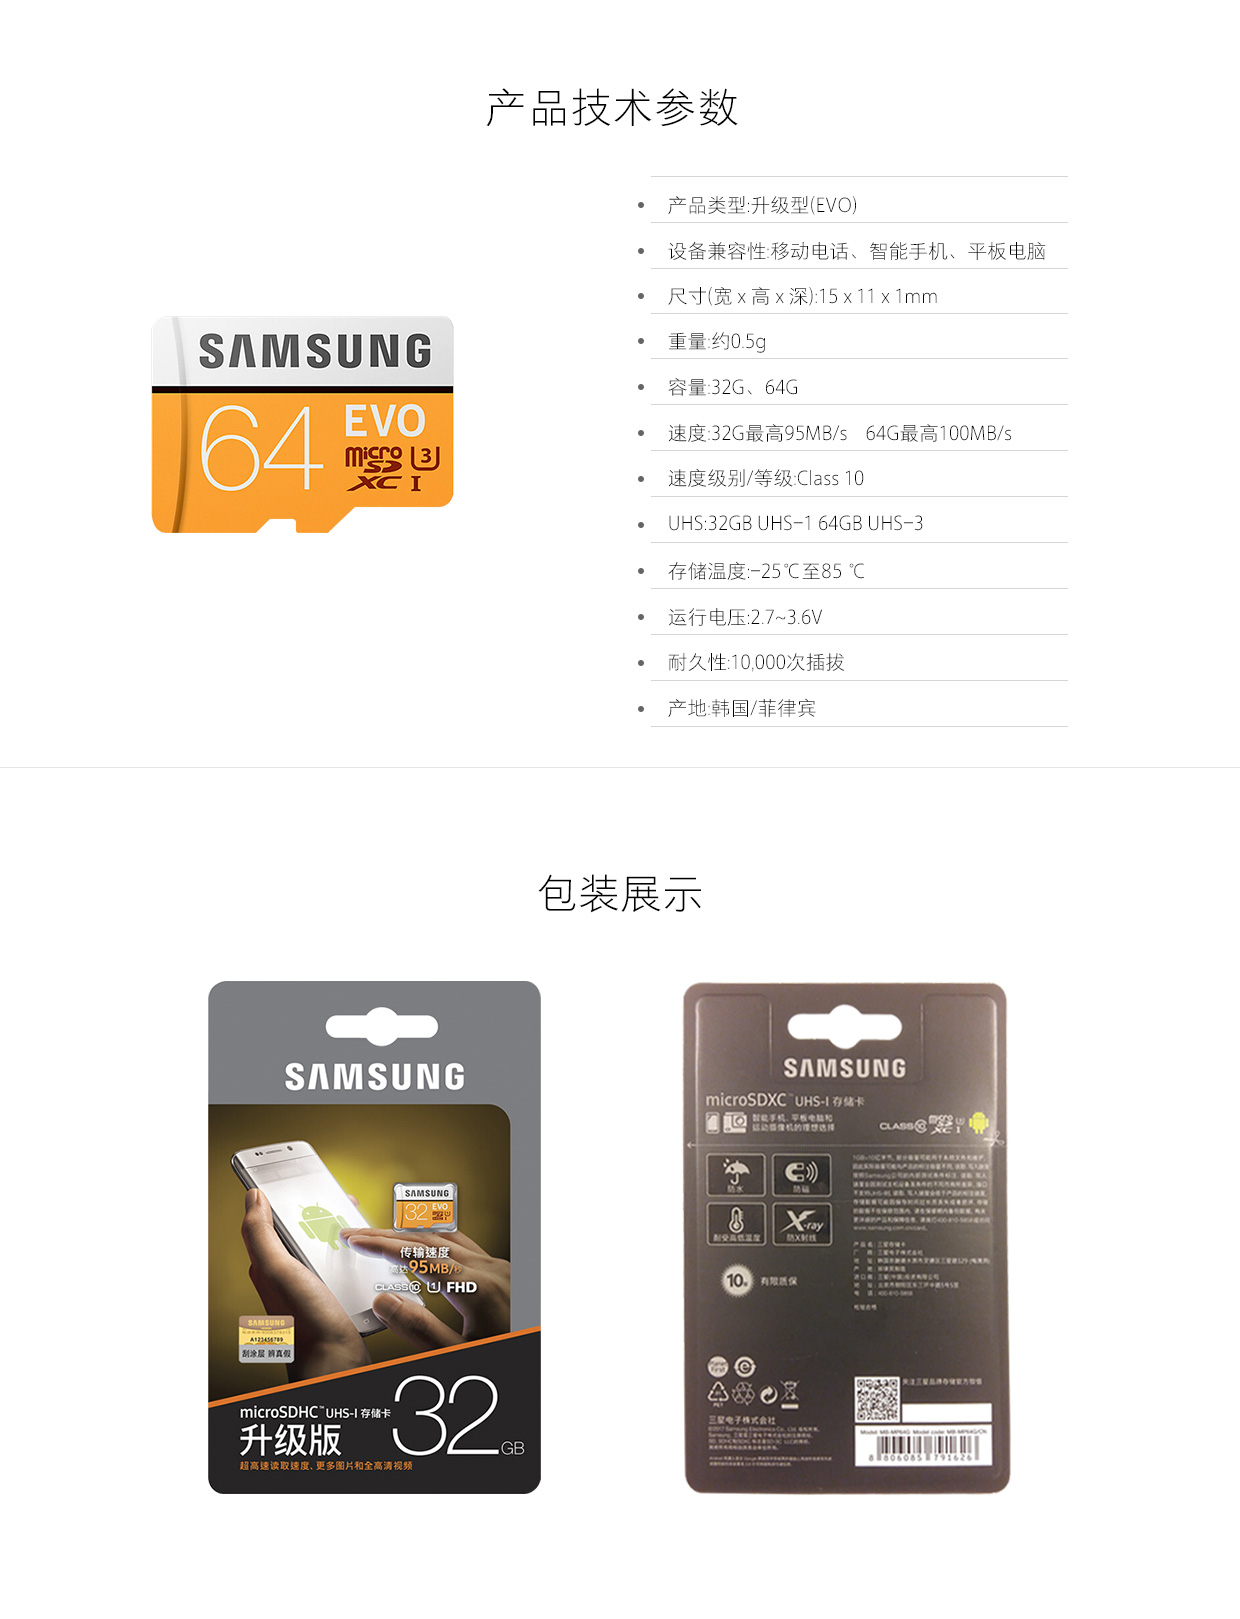 产品技术参数
产品类型:升级型(EVO)
设备兼容性:移动电话、智能手机、平板电脑
尺寸(宽 x 高 x 深):15 x 11 x 1mm
重量:约0.5g
容量:32G、64G
速度:32G最高95MB/s 64G最高100MB/s
速度级别/等级:Class 10
UHS:32GB UHS-1 64GB UHS-3
存储温度:-25℃至85 ℃
运行电压:2.7~3.6V
耐久性:10,000次插拔
产地:韩国/菲律宾
SAMSUNG
64 EVO
micro SD XC I U3
包装展示
SAMSUNG
SAMSUNG
32 EVO
传输速度
高达95MB/s
CLASS10 U1 FHD
SAMSUNG
A123456789
刮涂层 辨真假
microSDHC™ UHS-I 存储卡
升级版
32GB
超高速读取速度、更多图片和全高清视频
SAMSUNG
microSDXC™ UHS-I 存储卡
智能手机、平板电脑和
运动摄像机的理想选择
CLASS10 micro SD XC I
防水
防磁
耐受高低温度
X-ray
防X射线
10年 有限质保
关注三星品牌存储官方微信
三星电子株式会社
Model: MB-MP64G Model code: MB-MP64G/CN
8 806085 791626